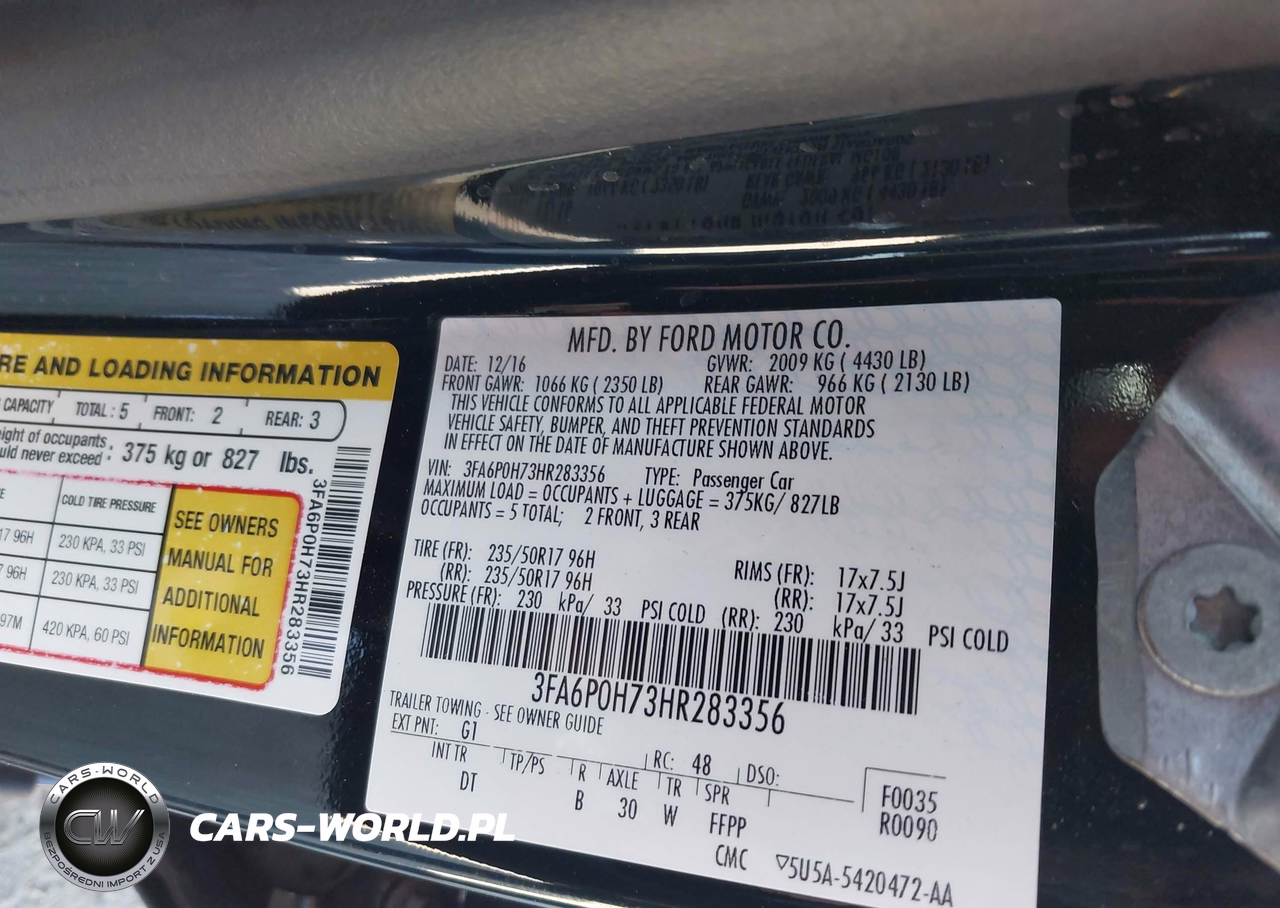 RE AND LOADING INFORMATION
CAPACITY TOTAL : 5 FRONT: 2 REAR: 3
ight of occupants
uld never exceed : 375 kg or 827 lbs.
E COLD TIRE PRESSURE
17 96H 230 KPA, 33 PSI
7 96H 230 KPA, 33 PSI
97M 420 KPA, 60 PSI
SEE OWNERS
MANUAL FOR
ADDITIONAL
INFORMATION
3FA6P0H73HR283356
MFD. BY FORD MOTOR CO.
DATE: 12/16 GVWR: 2009 KG ( 4430 LB)
FRONT GAWR: 1066 KG ( 2350 LB) REAR GAWR: 966 KG ( 2130 LB)
THIS VEHICLE CONFORMS TO ALL APPLICABLE FEDERAL MOTOR
VEHICLE SAFETY, BUMPER, AND THEFT PREVENTION STANDARDS
IN EFFECT ON THE DATE OF MANUFACTURE SHOWN ABOVE.
VIN: 3FA6P0H73HR283356 TYPE: Passenger Car
MAXIMUM LOAD = OCCUPANTS + LUGGAGE = 375KG/ 827LB
OCCUPANTS = 5 TOTAL; 2 FRONT, 3 REAR
TIRE (FR): 235/50R17 96H RIMS (FR): 17x7.5J
(RR): 235/50R17 96H (RR): 17x7.5J
PRESSURE (FR): 230 kPa/ 33 PSI COLD (RR): 230 kPa/ 33 PSI COLD
3FA6P0H73HR283356
TRAILER TOWING - SEE OWNER GUIDE
EXT PNT: G1 RC: 48 DSO:
INT TR TP/PS R AXLE TR SPR
DT B 30 W FFPP
F0035
R0090
CMC ▽5U5A-5420472-AA
CARS-WORLD
CW
BEZPOŚREDNI IMPORT Z USA
CARS-WORLD.PL